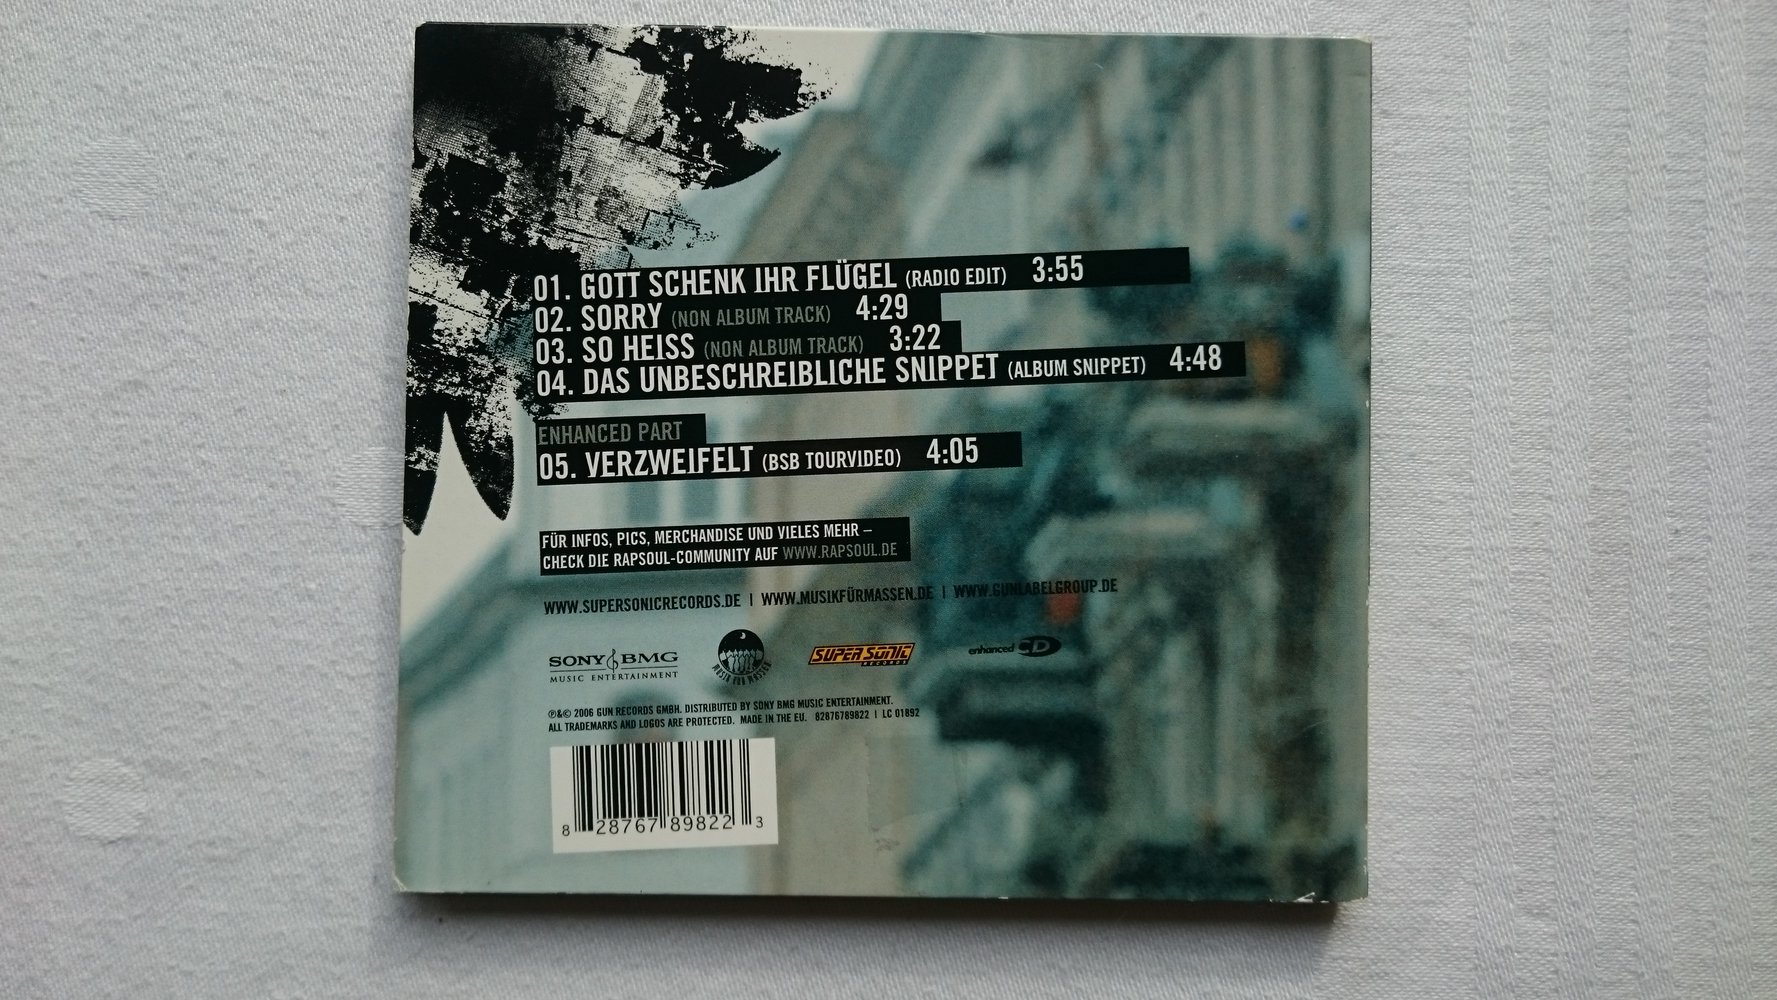 01. GOTT SCHENK IHR FLÜGEL (RADIO EDIT) 3:55
02. SORRY (NON ALBUM TRACK) 4:29
03. SO HEISS (NON ALBUM TRACK) 3:22
04. DAS UNBESCHREIBLICHE SNIPPET (ALBUM SNIPPET) 4:48
ENHANCED PART
05. VERZWEIFELT (BSB TOURVIDEO) 4:05
FÜR INFOS, PICS, MERCHANDISE UND VIELES MEHR –
CHECK DIE RAPSOUL-COMMUNITY AUF WWW.RAPSOUL.DE
WWW.SUPERSONICRECORDS.DE | WWW.MUSIKFÜRMASSEN.DE | WWW.GUNLABELGROUP.DE
SONY BMG
MUSIC ENTERTAINMENT
MUSIK FÜR MASSEN
SUPER SONIC
RECORDS
enhanced CD
℗&© 2006 GUN RECORDS GMBH. DISTRIBUTED BY SONY BMG MUSIC ENTERTAINMENT.
ALL TRADEMARKS AND LOGOS ARE PROTECTED. MADE IN THE EU. 82876789822 | LC 01892
8 28767 89822 3